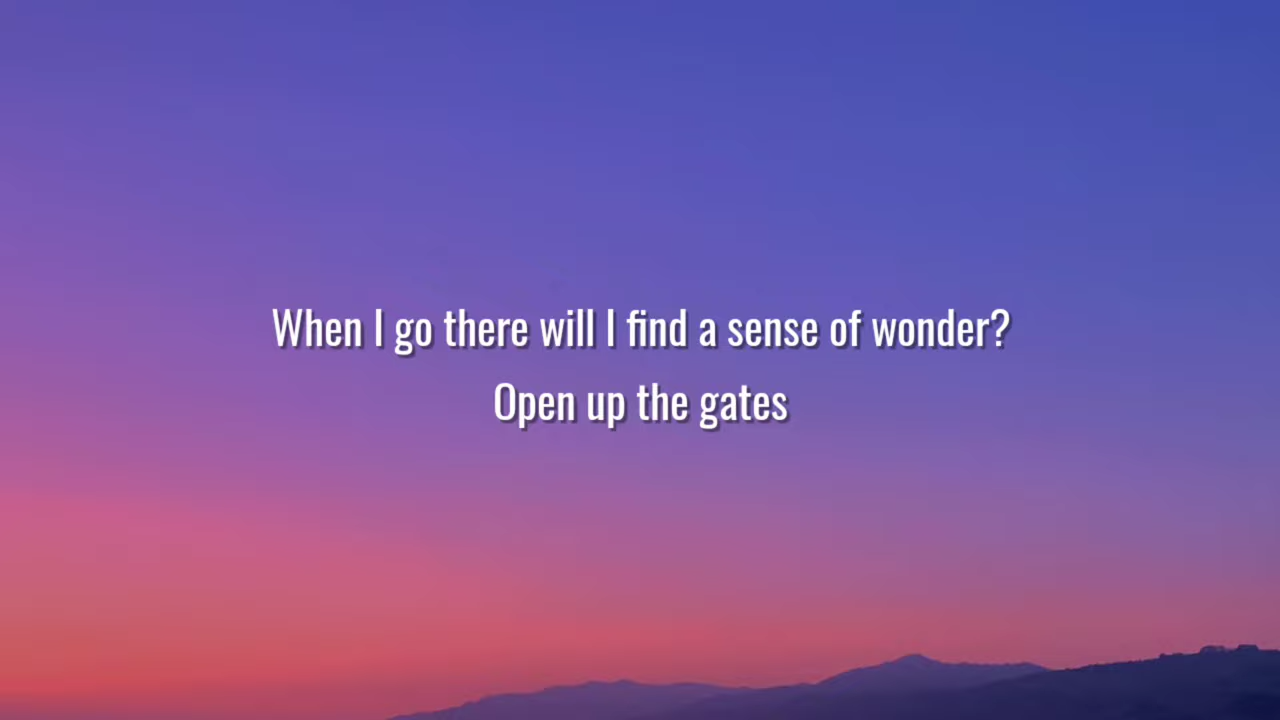 When I go there will I find a sense of wonder?
Open up the gates